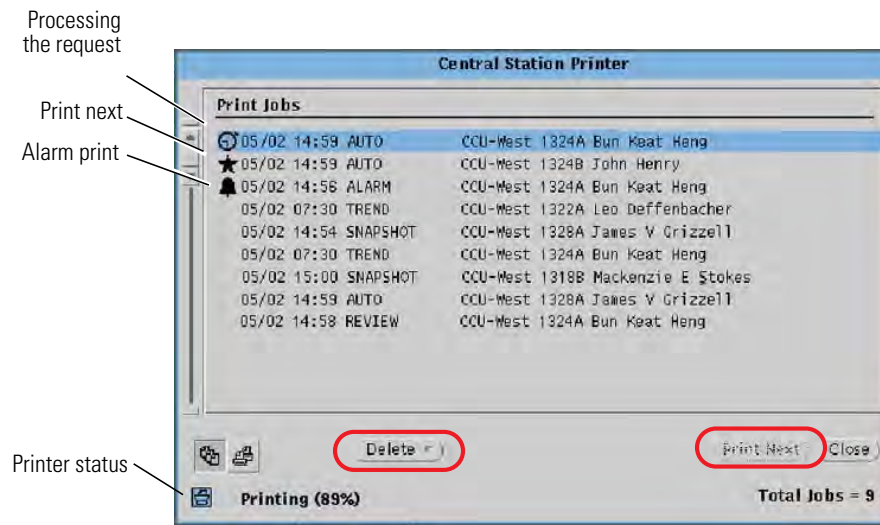 Processing
the request
Print next
Alarm print
Printer status
Central Station Printer
Print Jobs
05/02 14:59 AUTO CCU-West 1324A Bun Keat Heng
05/02 14:59 AUTO CCU-West 1324B John Henry
05/02 14:56 ALARM CCU-West 1324A Bun Keat Heng
05/02 07:30 TREND CCU-West 1322A Leo Deffenbacher
05/02 14:54 SNAPSHOT CCU-West 1328A James V Grizzell
05/02 07:30 TREND CCU-West 1324A Bun Keat Heng
05/02 15:00 SNAPSHOT CCU-West 1318B Mackenzie E Stokes
05/02 14:59 AUTO CCU-West 1328A James V Grizzell
05/02 14:58 REVIEW CCU-West 1324A Bun Keat Heng
Delete
Print Next
Close
Printing (89%)
Total Jobs = 9